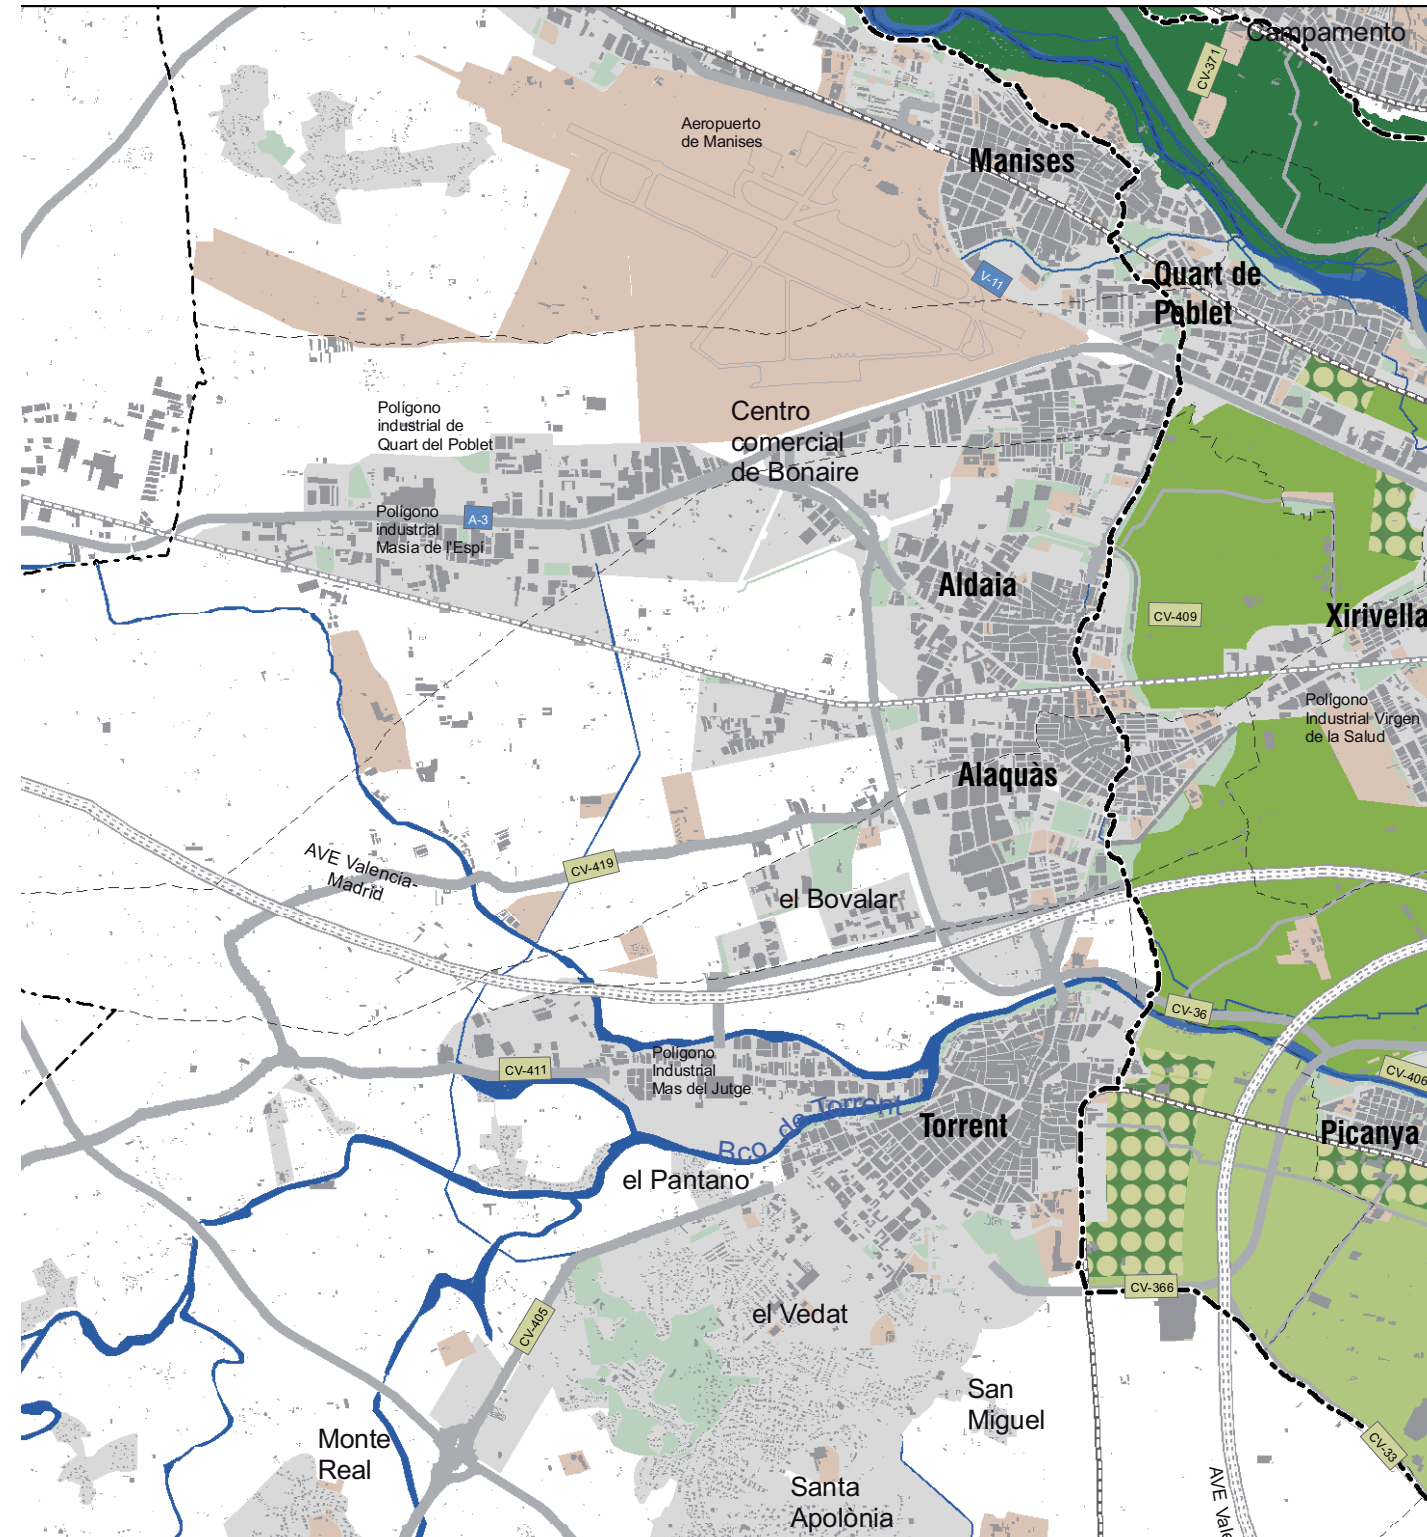 Campamento
CV-371
Aeropuerto
de Manises
Manises
V-11
Quart de
Poblet
Polígono
industrial de
Quart del Poblet
Centro
comercial
de Bonaire
Polígono
industrial
Masía de l'Espí
A-3
Aldaia
CV-409
Xirivella
Polígono
Industrial Virgen
de la Salud
Alaquàs
AVE Valencia-
Madrid
CV-419
el Bovalar
CV-36
Polígono
Industrial
Mas del Jutge
CV-411
CV-406
Rco. de Torrent
Torrent
Picanya
el Pantano
CV-366
el Vedat
CV-405
San
Miguel
Monte
Real
CV-33
Santa
Apolònia
AVE Vale